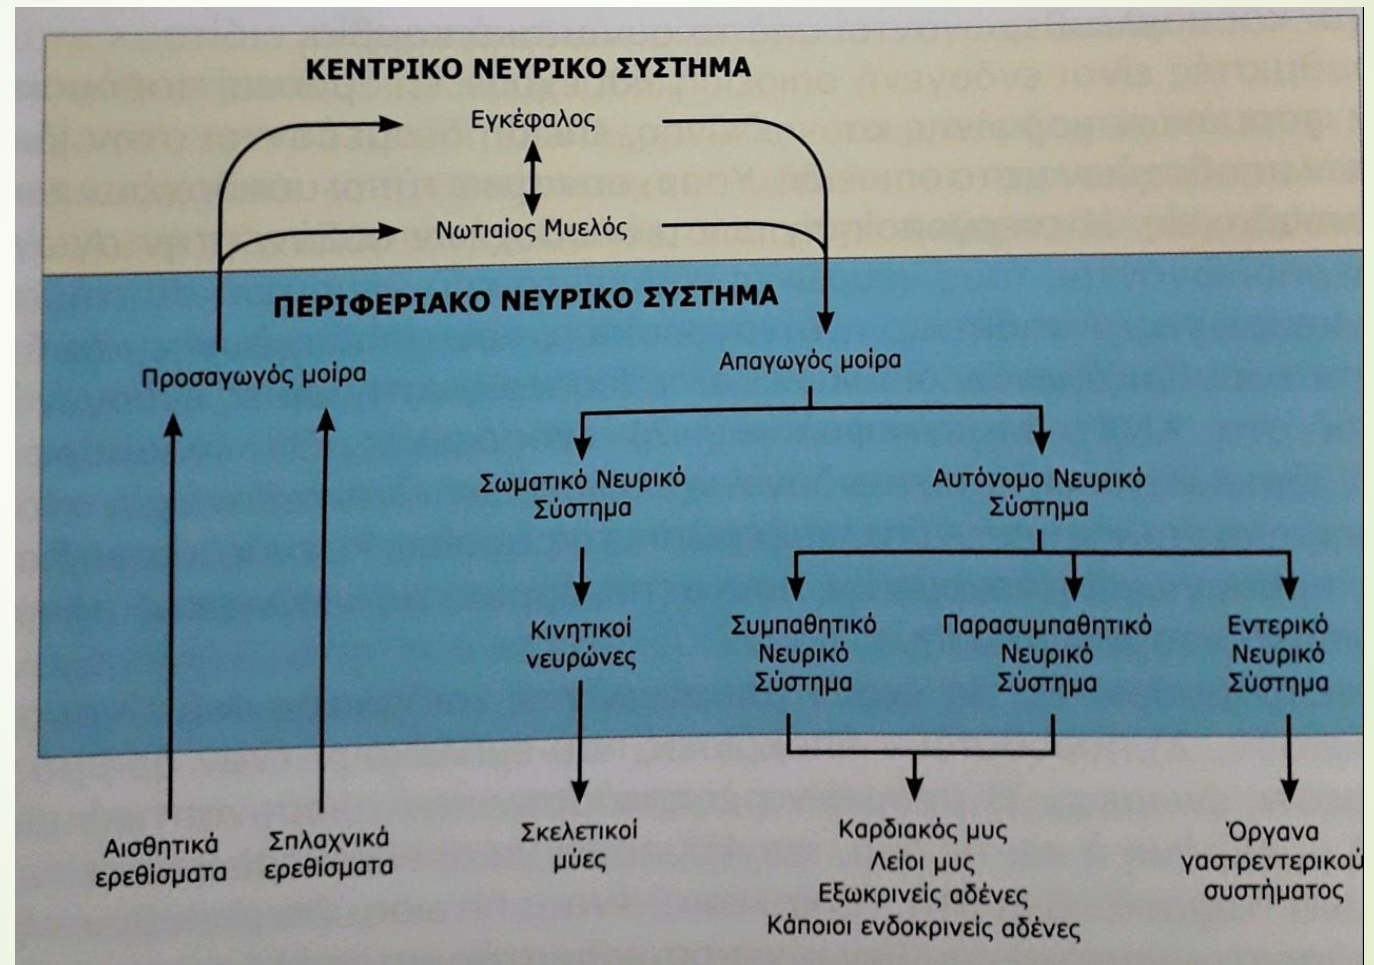 ΚΕΝΤΡΙΚΟ ΝΕΥΡΙΚΟ ΣΥΣΤΗΜΑ
Εγκέφαλος
Νωτιαίος Μυελός
ΠΕΡΙΦΕΡΙΑΚΟ ΝΕΥΡΙΚΟ ΣΥΣΤΗΜΑ
Προσαγωγός μοίρα
Απαγωγός μοίρα
Σωματικό Νευρικό
Σύστημα
Αυτόνομο Νευρικό
Σύστημα
Κινητικοί
νευρώνες
Συμπαθητικό
Νευρικό
Σύστημα
Παρασυμπαθητικό
Νευρικό
Σύστημα
Εντερικό
Νευρικό
Σύστημα
Αισθητικά
ερεθίσματα
Σπλαχνικά
ερεθίσματα
Σκελετικοί
μύες
Καρδιακός μυς
Λείοι μυς
Εξωκρινείς αδένες
Κάποιοι ενδοκρινείς αδένες
Όργανα
γαστρεντερικού
συστήματος